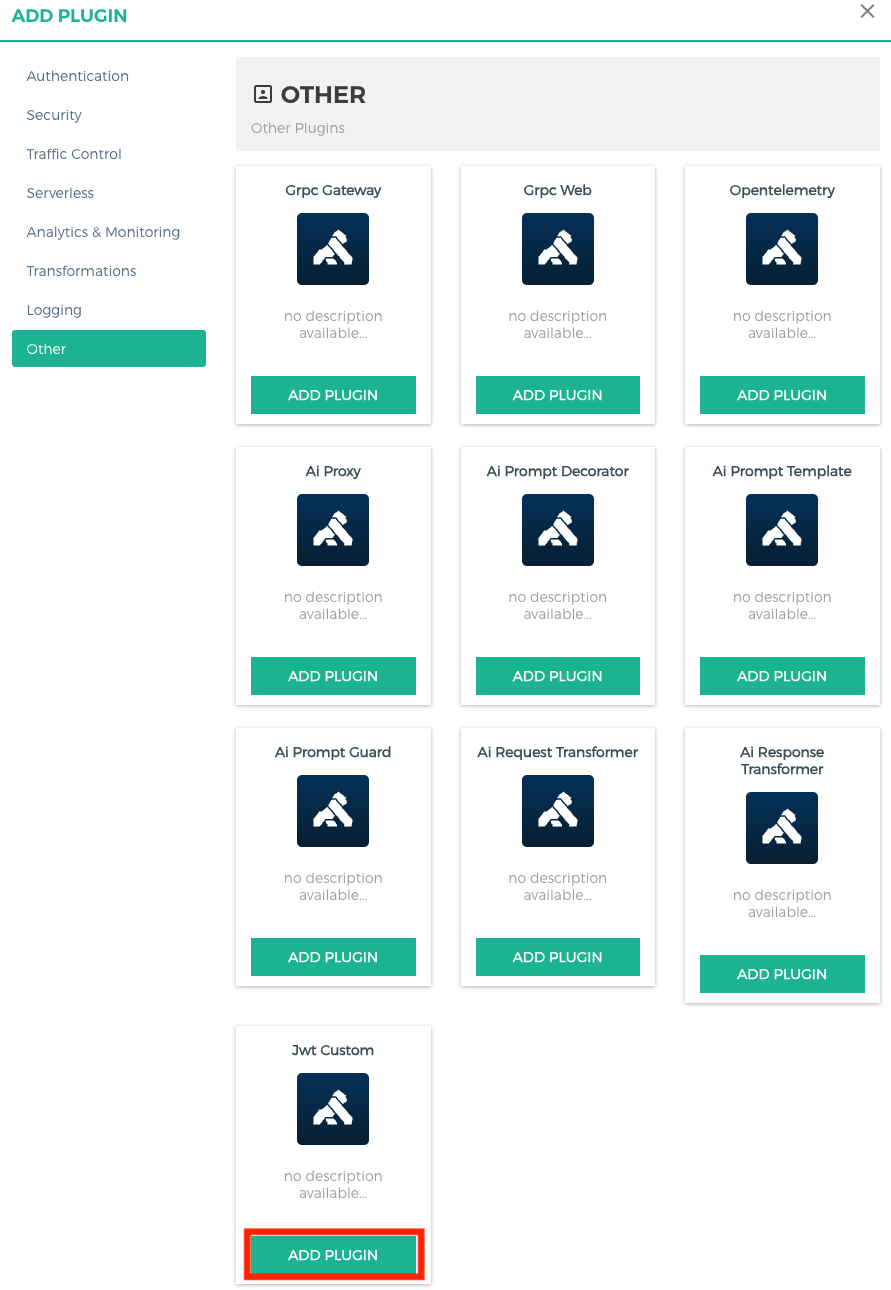 ADD PLUGIN
Authentication
Security
Traffic Control
Serverless
Analytics & Monitoring
Transformations
Logging
Other
OTHER
Other Plugins
Grpc Gateway
no description
available...
ADD PLUGIN
Grpc Web
no description
available...
ADD PLUGIN
Opentelemetry
no description
available...
ADD PLUGIN
Ai Proxy
no description
available...
ADD PLUGIN
Ai Prompt Decorator
no description
available...
ADD PLUGIN
Ai Prompt Template
no description
available...
ADD PLUGIN
Ai Prompt Guard
no description
available...
ADD PLUGIN
Ai Request Transformer
no description
available...
ADD PLUGIN
Ai Response
Transformer
no description
available...
ADD PLUGIN
Jwt Custom
no description
available...
ADD PLUGIN